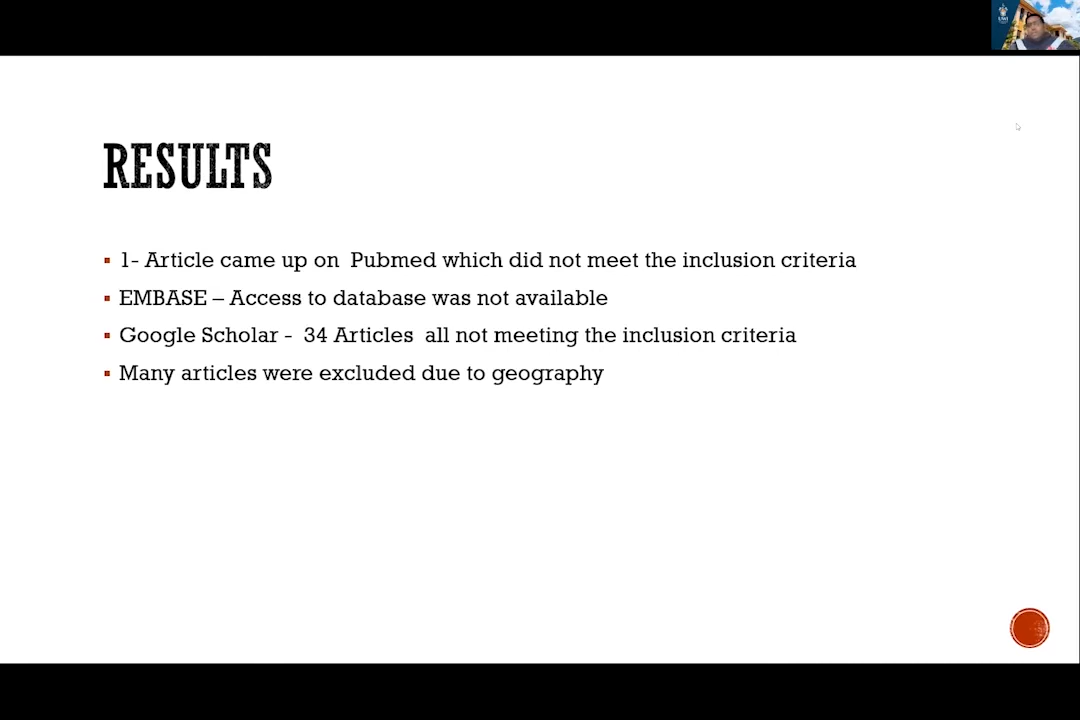 RESULTS
1- Article came up on Pubmed which did not meet the inclusion criteria
EMBASE – Access to database was not available
Google Scholar - 34 Articles all not meeting the inclusion criteria
Many articles were excluded due to geography